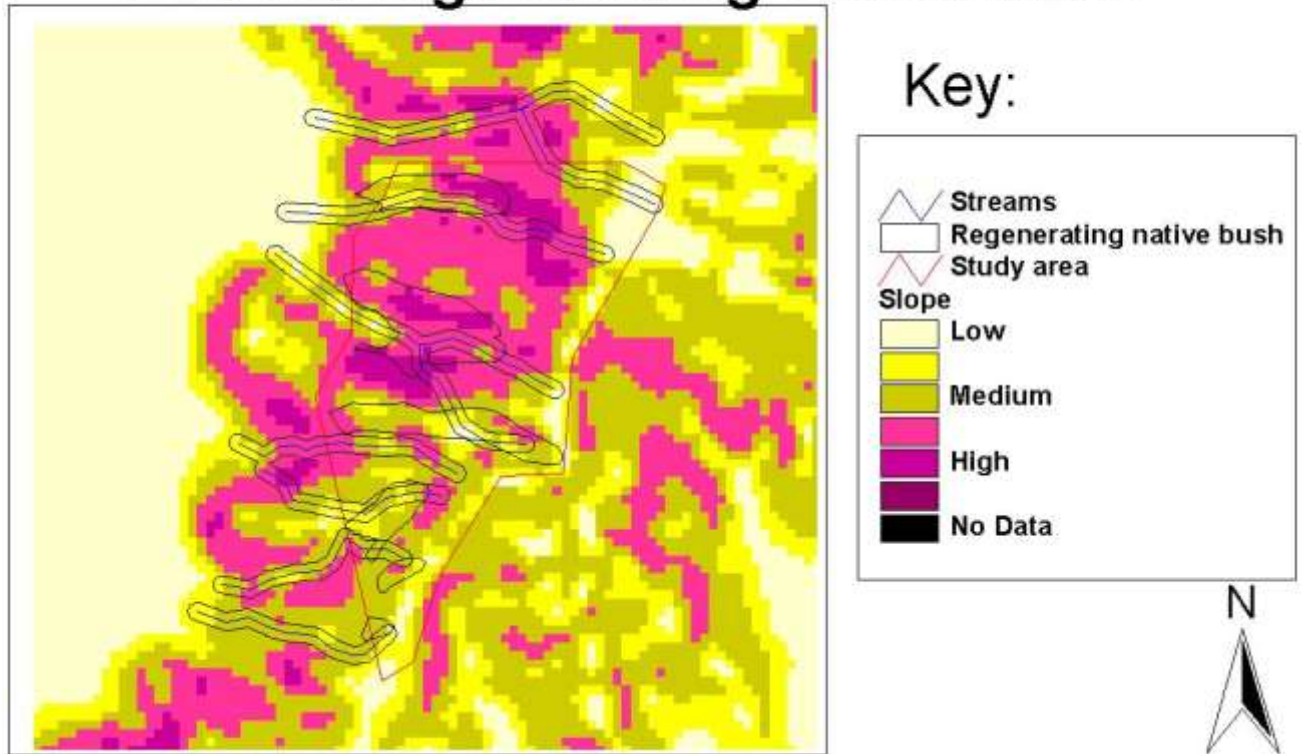 Key:
Streams
Regenerating native bush
Study area
Slope
Low
Medium
High
No Data
N